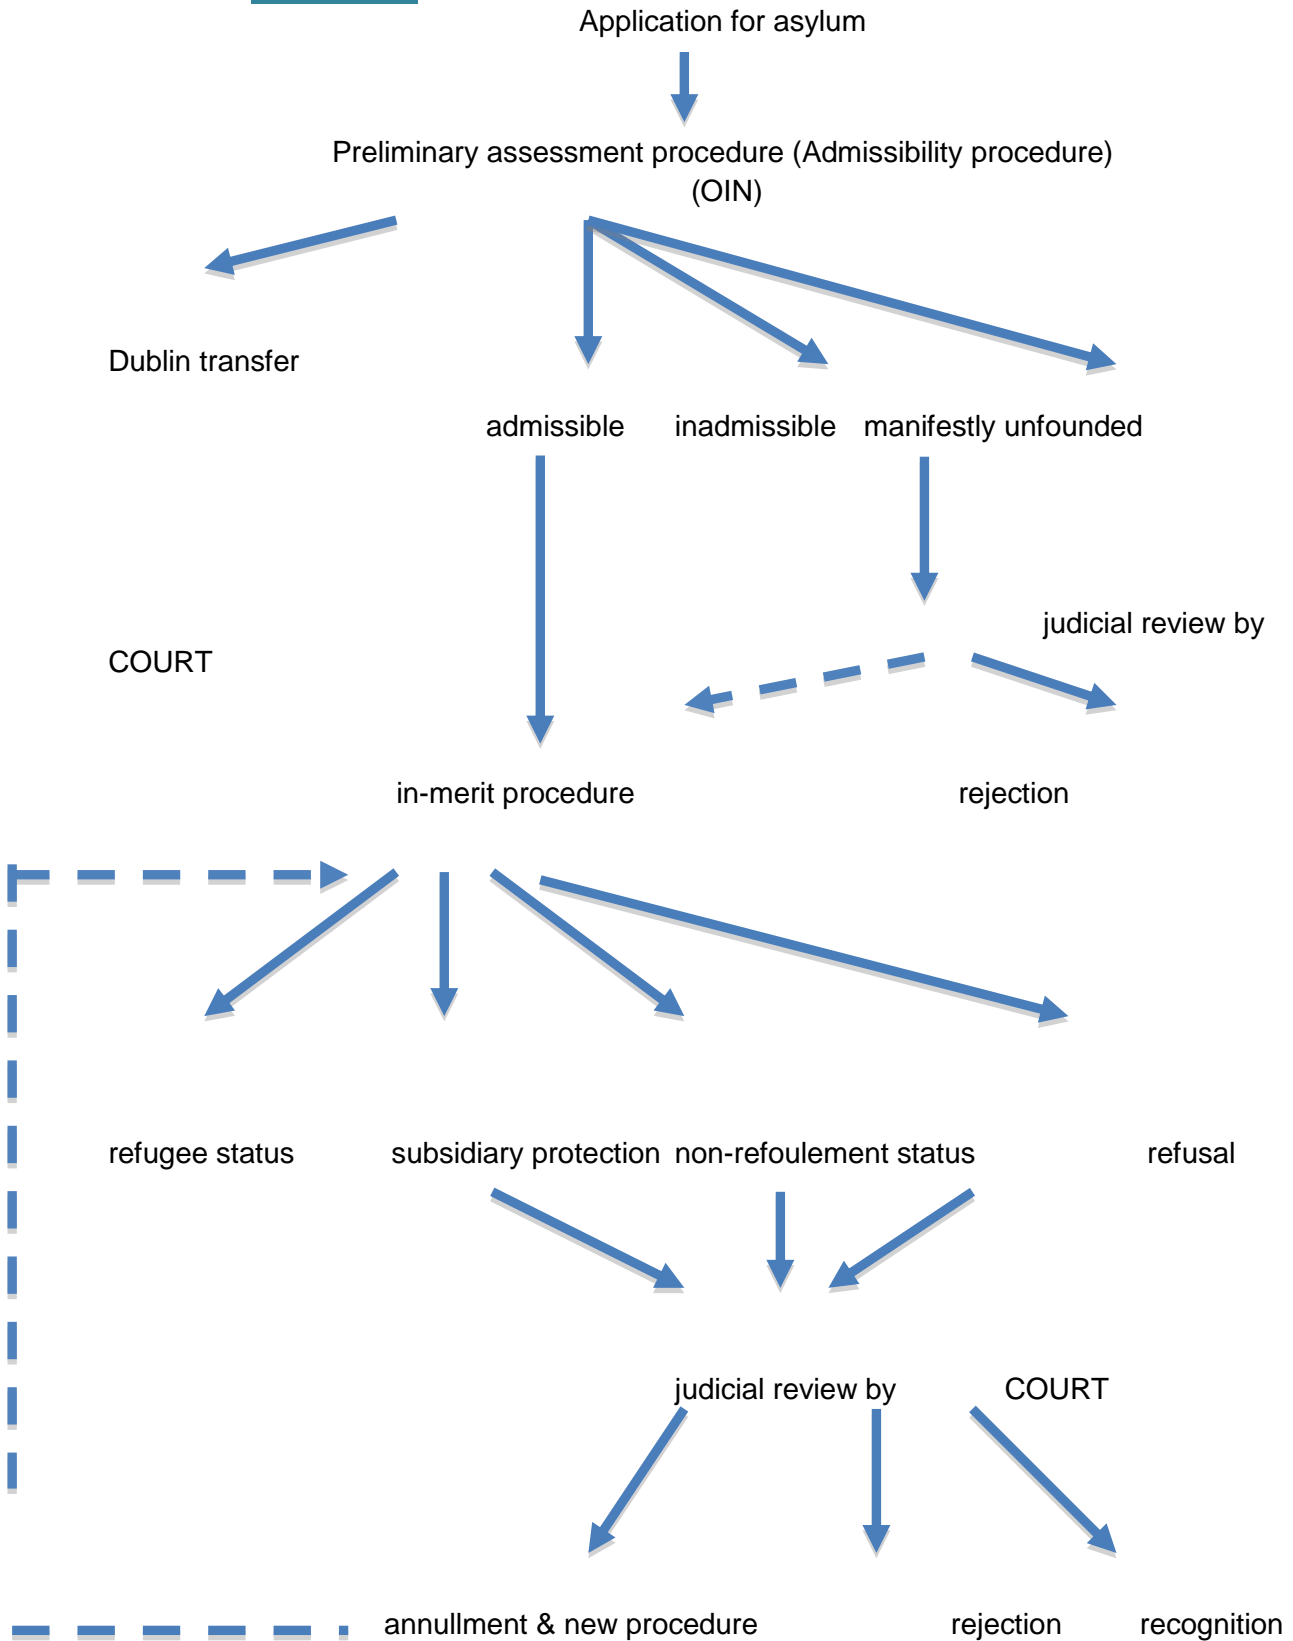 Application for asylum
Preliminary assessment procedure (Admissibility procedure)
(OIN)
Dublin transfer
admissible inadmissible manifestly unfounded
judicial review by
COURT
in-merit procedure rejection
refugee status subsidiary protection non-refoulement status refusal
judicial review by COURT
annullment & new procedure rejection recognition